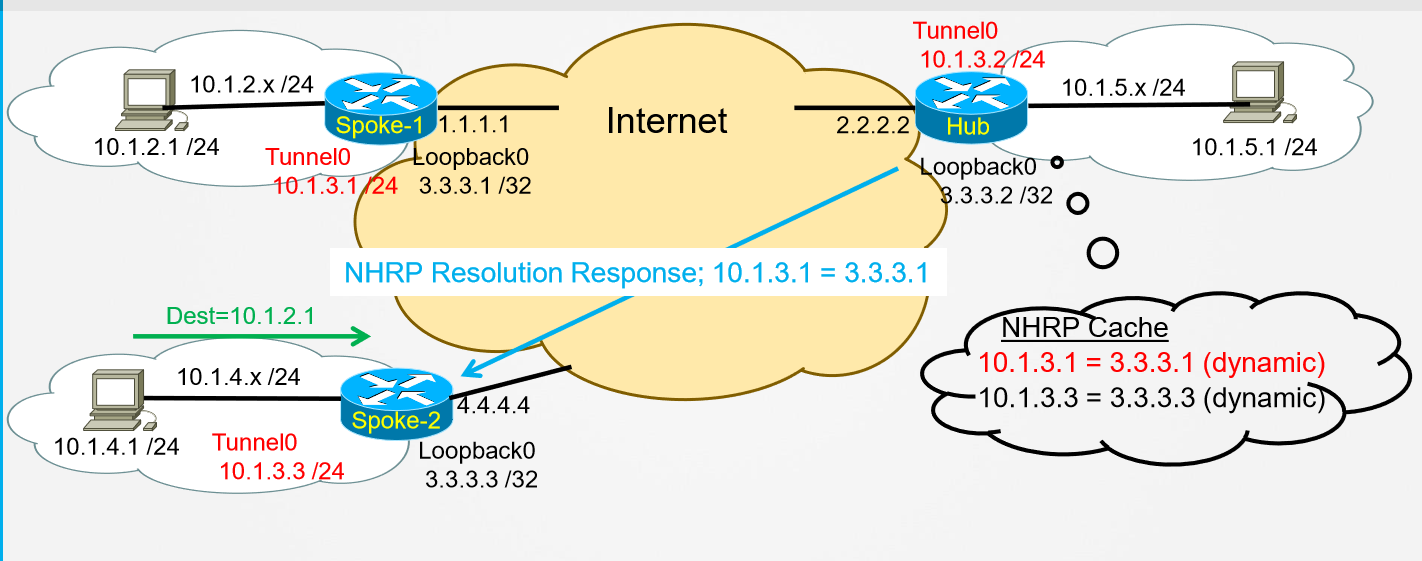 Tunnel0
10.1.3.2 /24
10.1.2.x /24
10.1.5.x /24
Internet
Spoke-1
1.1.1.1
2.2.2.2
Hub
10.1.2.1 /24
10.1.5.1 /24
Tunnel0
10.1.3.1 /24
Loopback0
3.3.3.1 /32
Loopback0
3.3.3.2 /32
NHRP Resolution Response; 10.1.3.1 = 3.3.3.1
Dest=10.1.2.1
NHRP Cache
10.1.3.1 = 3.3.3.1 (dynamic)
10.1.3.3 = 3.3.3.3 (dynamic)
10.1.4.x /24
Spoke-2
4.4.4.4
10.1.4.1 /24
Tunnel0
10.1.3.3 /24
Loopback0
3.3.3.3 /32